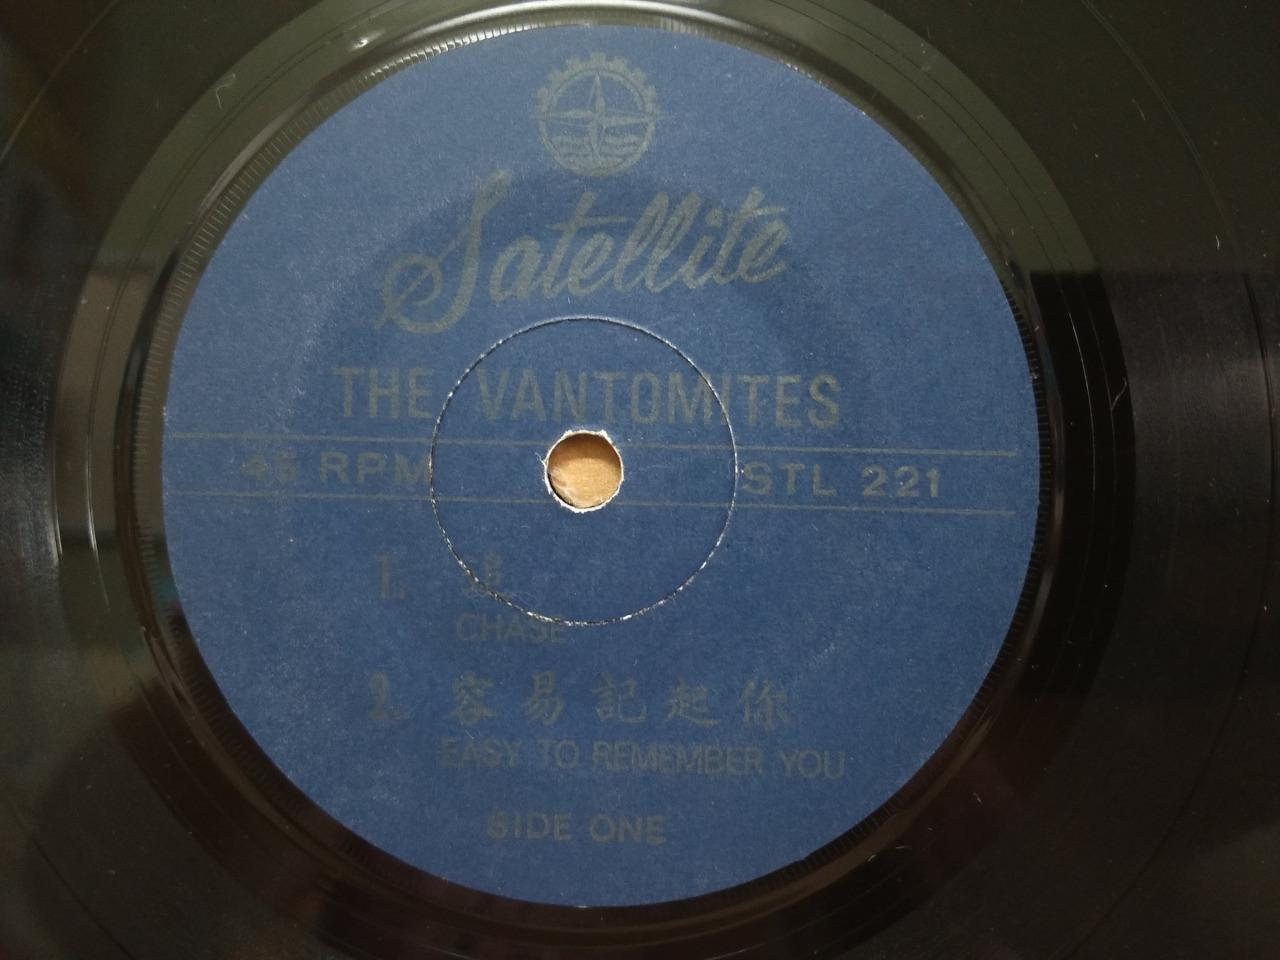 Satellite
THE VANTOMITES
45 RPM STL 221
1. 追
CHASE
2. 容易記起你
EASY TO REMEMBER YOU
SIDE ONE